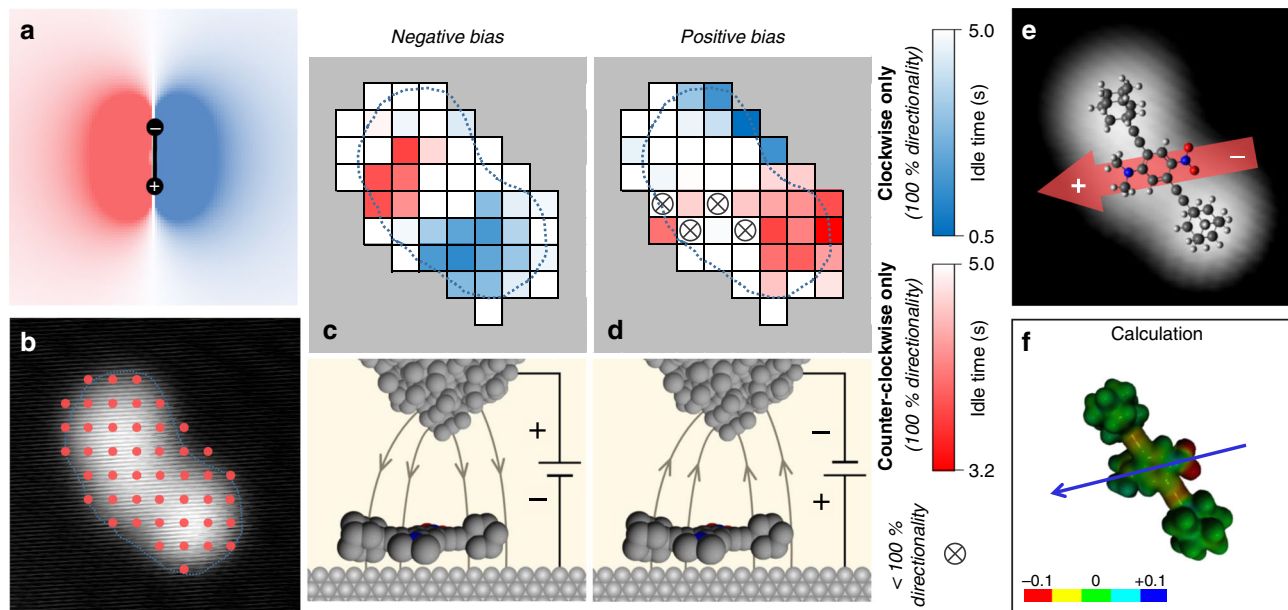 a
−
+
b
Negative bias
c
+
−
Positive bias
d
−
+
Clockwise only
(100 % directionality)
5.0
Idle time (s)
0.5
Counter-clockwise only
(100 % directionality)
5.0
Idle time (s)
3.2
< 100 %
directionality
e
−
+
f
Calculation
−0.1
0
+0.1